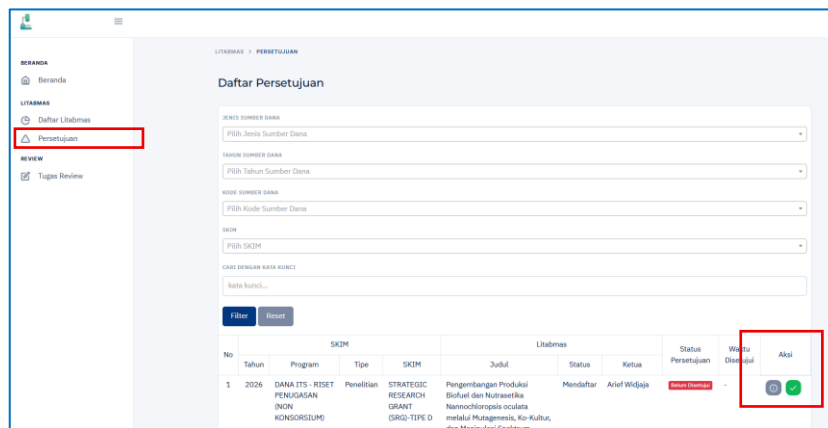 LITABMAS > PERSETUJUAN
BERANDA
Beranda
LITABMAS
Daftar Litabmas
Persetujuan
REVIEW
Tugas Review
Daftar Persetujuan
JENIS SUMBER DANA
Pilih Jenis Sumber Dana
TAHUN SUMBER DANA
Pilih Tahun Sumber Dana
KODE SUMBER DANA
Pilih Kode Sumber Dana
SKIM
Pilih SKIM
CARI DENGAN KATA KUNCI
kata kunci...
Filter Reset
No SKIM Litabmas Status Persetujuan Waktu Disetujui Aksi
Tahun Program Tipe SKIM Judul Status Ketua
1 2026 DANA ITS - RISET Penelitian STRATEGIC Pengembangan Produksi Mendaftar Arief Widjaja Belum Disetujui -
PENUGASAN RESEARCH Biofuel dan Nutrasetika
(NON GRANT Nannochloropsis oculata
KONSORSIUM) (SRG)-TIPE D melalui Mutagenesis, Ko-Kultur,
dan Manipulasi Spektrum